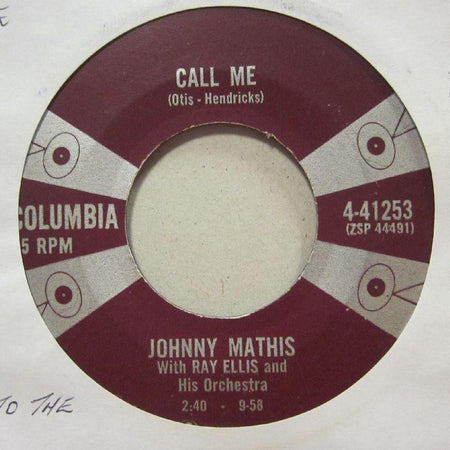 CALL ME
(Otis - Hendricks)
COLUMBIA
5 RPM
4-41253
(ZSP 44491)
JOHNNY MATHIS
With RAY ELLIS and
His Orchestra
2:40 - 9-58
TO THE